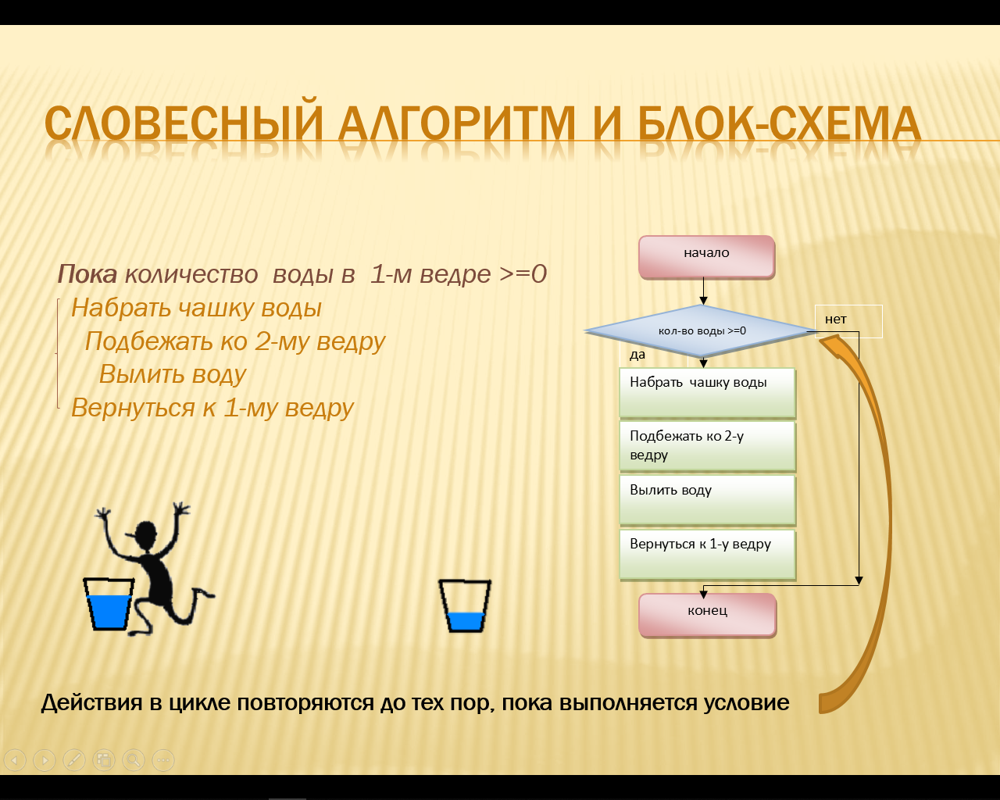 СЛОВЕСНЫЙ АЛГОРИТМ И БЛОК-СХЕМА
Пока количество воды в 1-м ведре >=0
Набрать чашку воды
Подбежать ко 2-му ведру
Вылить воду
Вернуться к 1-му ведру
начало
кол-во воды >=0
нет
да
Набрать чашку воды
Подбежать ко 2-у
ведру
Вылить воду
Вернуться к 1-у ведру
конец
Действия в цикле повторяются до тех пор, пока выполняется условие